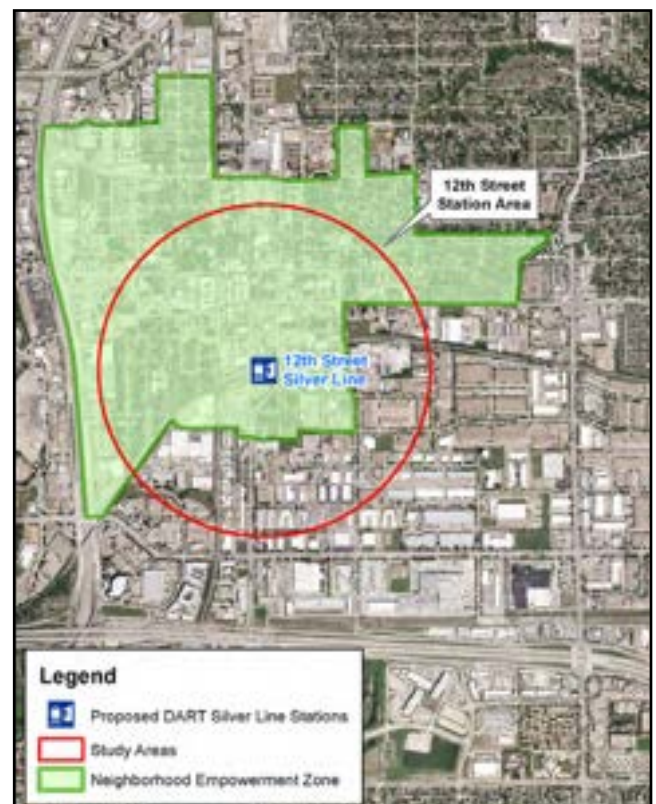 12th Street
Station Area
12th Street
Silver Line
Legend
Proposed DART Silver Line Stations
Study Areas
Neighborhood Empowerment Zone